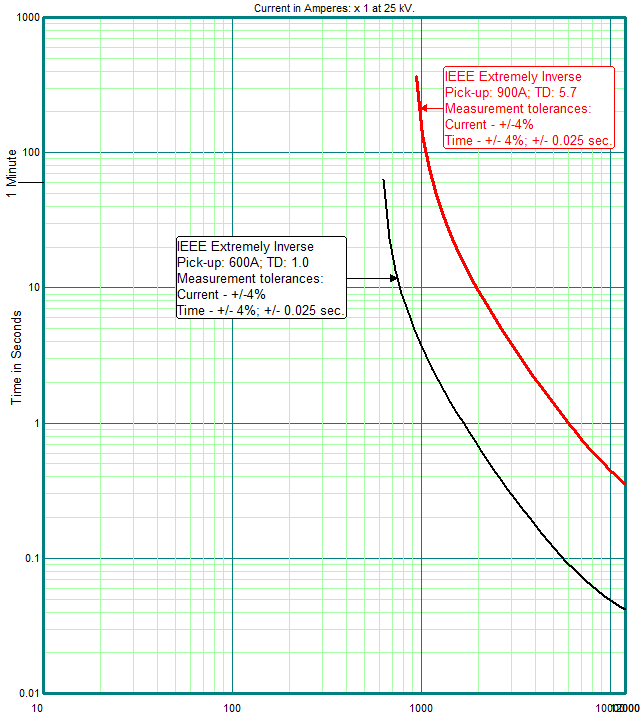 Current in Amperes: x 1 at 25 kV.
1000
IEEE Extremely Inverse
Pick-up: 900A; TD: 5.7
Measurement tolerances:
Current - +/-4%
Time - +/- 4%; +/- 0.025 sec.
100
1 Minute
IEEE Extremely Inverse
Pick-up: 600A; TD: 1.0
Measurement tolerances:
Current - +/-4%
Time - +/- 4%; +/- 0.025 sec.
10
Time in Seconds
1
0.1
0.01
10
100
1000